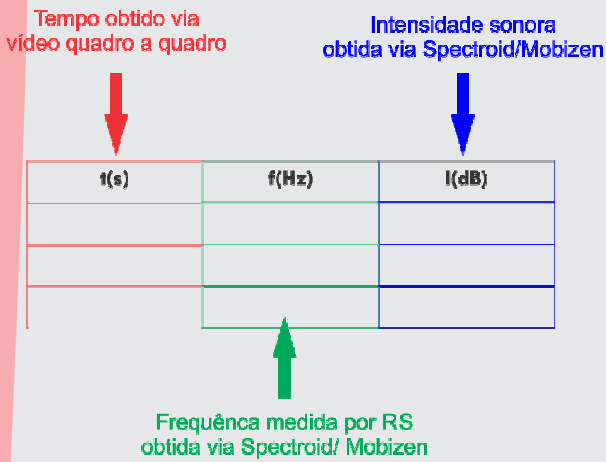 Tempo obtido via
vídeo quadro a quadro
Intensidade sonora
obtida via Spectroid/Mobizen
t(s) f(Hz) I(dB)
Frequênca medida por RS
obtida via Spectroid/ Mobizen